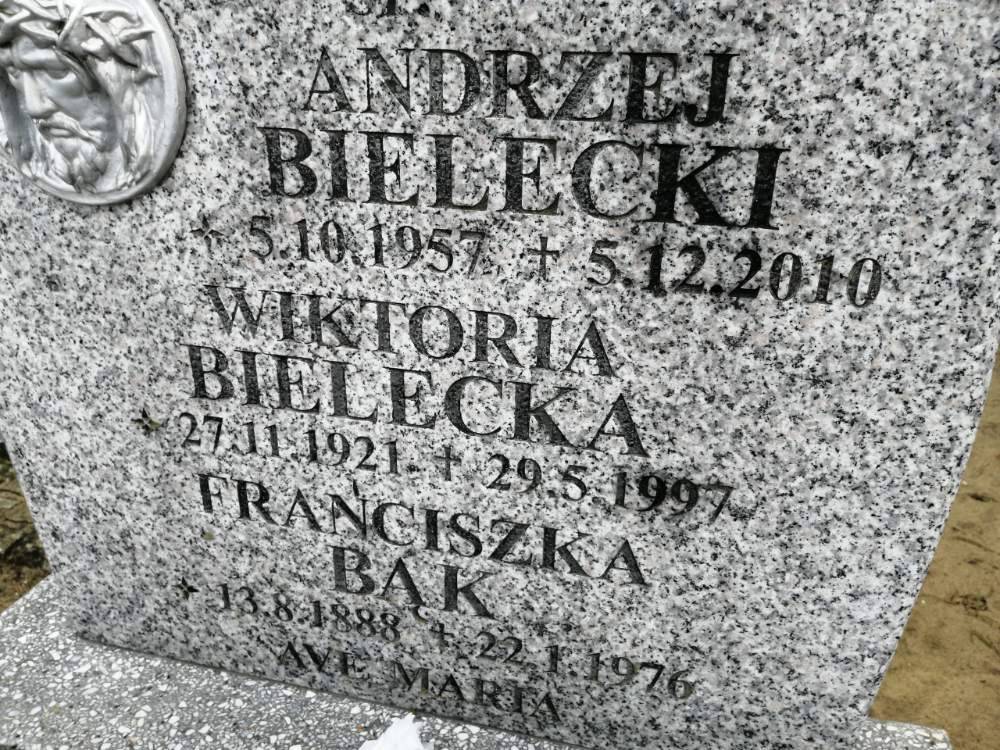 ANDRZEJ
BIELECKI
* 5.10.1957 + 5.12.2010
WIKTORIA
BIELECKA
* 27.11.1921 + 29.5.1997
FRANCISZKA
BĄK
* 13.8.1888 + 22.1.1976
AVE MARIA